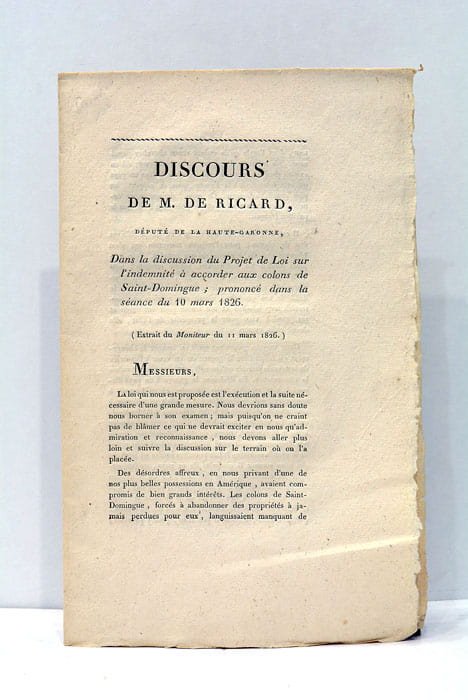 DISCOURS
DE M. DE RICARD,
DÉPUTÉ DE LA HAUTE-GARONNE,
Dans la discussion du Projet de Loi sur
l'indemnité à accorder aux colons de
Saint-Domingue ; prononcé dans la
séance du 10 mars 1826.
( Extrait du Moniteur du 11 mars 1826. )
MESSIEURS,
La loi qui nous est proposée est l'exécution et la suite né-
cessaire d'une grande mesure. Nous devrions sans doute
nous borner à son examen ; mais puisqu'on ne craint
pas de blâmer ce qui ne devrait exciter en nous qu'ad-
miration et reconnaissance , nous devons aller plus
loin et suivre la discussion sur le terrain où on l'a
placée.
Des désordres affreux , en nous privant d'une de
nos plus belles possessions en Amérique , avaient com-
promis de bien grands intérêts. Les colons de Saint-
Domingue , forcés à abandonner des propriétés à ja-
mais perdues pour eux , languissaient manquant de